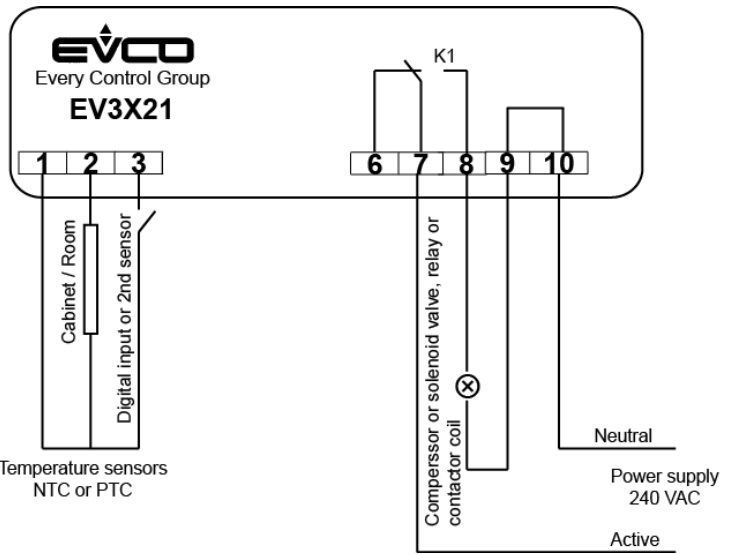 EVCO
Every Control Group
EV3X21
K1
1 2 3
6 7 8 9 10
Cabinet / Room
Digital input or 2nd sensor
Comperssor or solenoid valve, relay or
contactor coil
Temperature sensors
NTC or PTC
Neutral
Power supply
240 VAC
Active